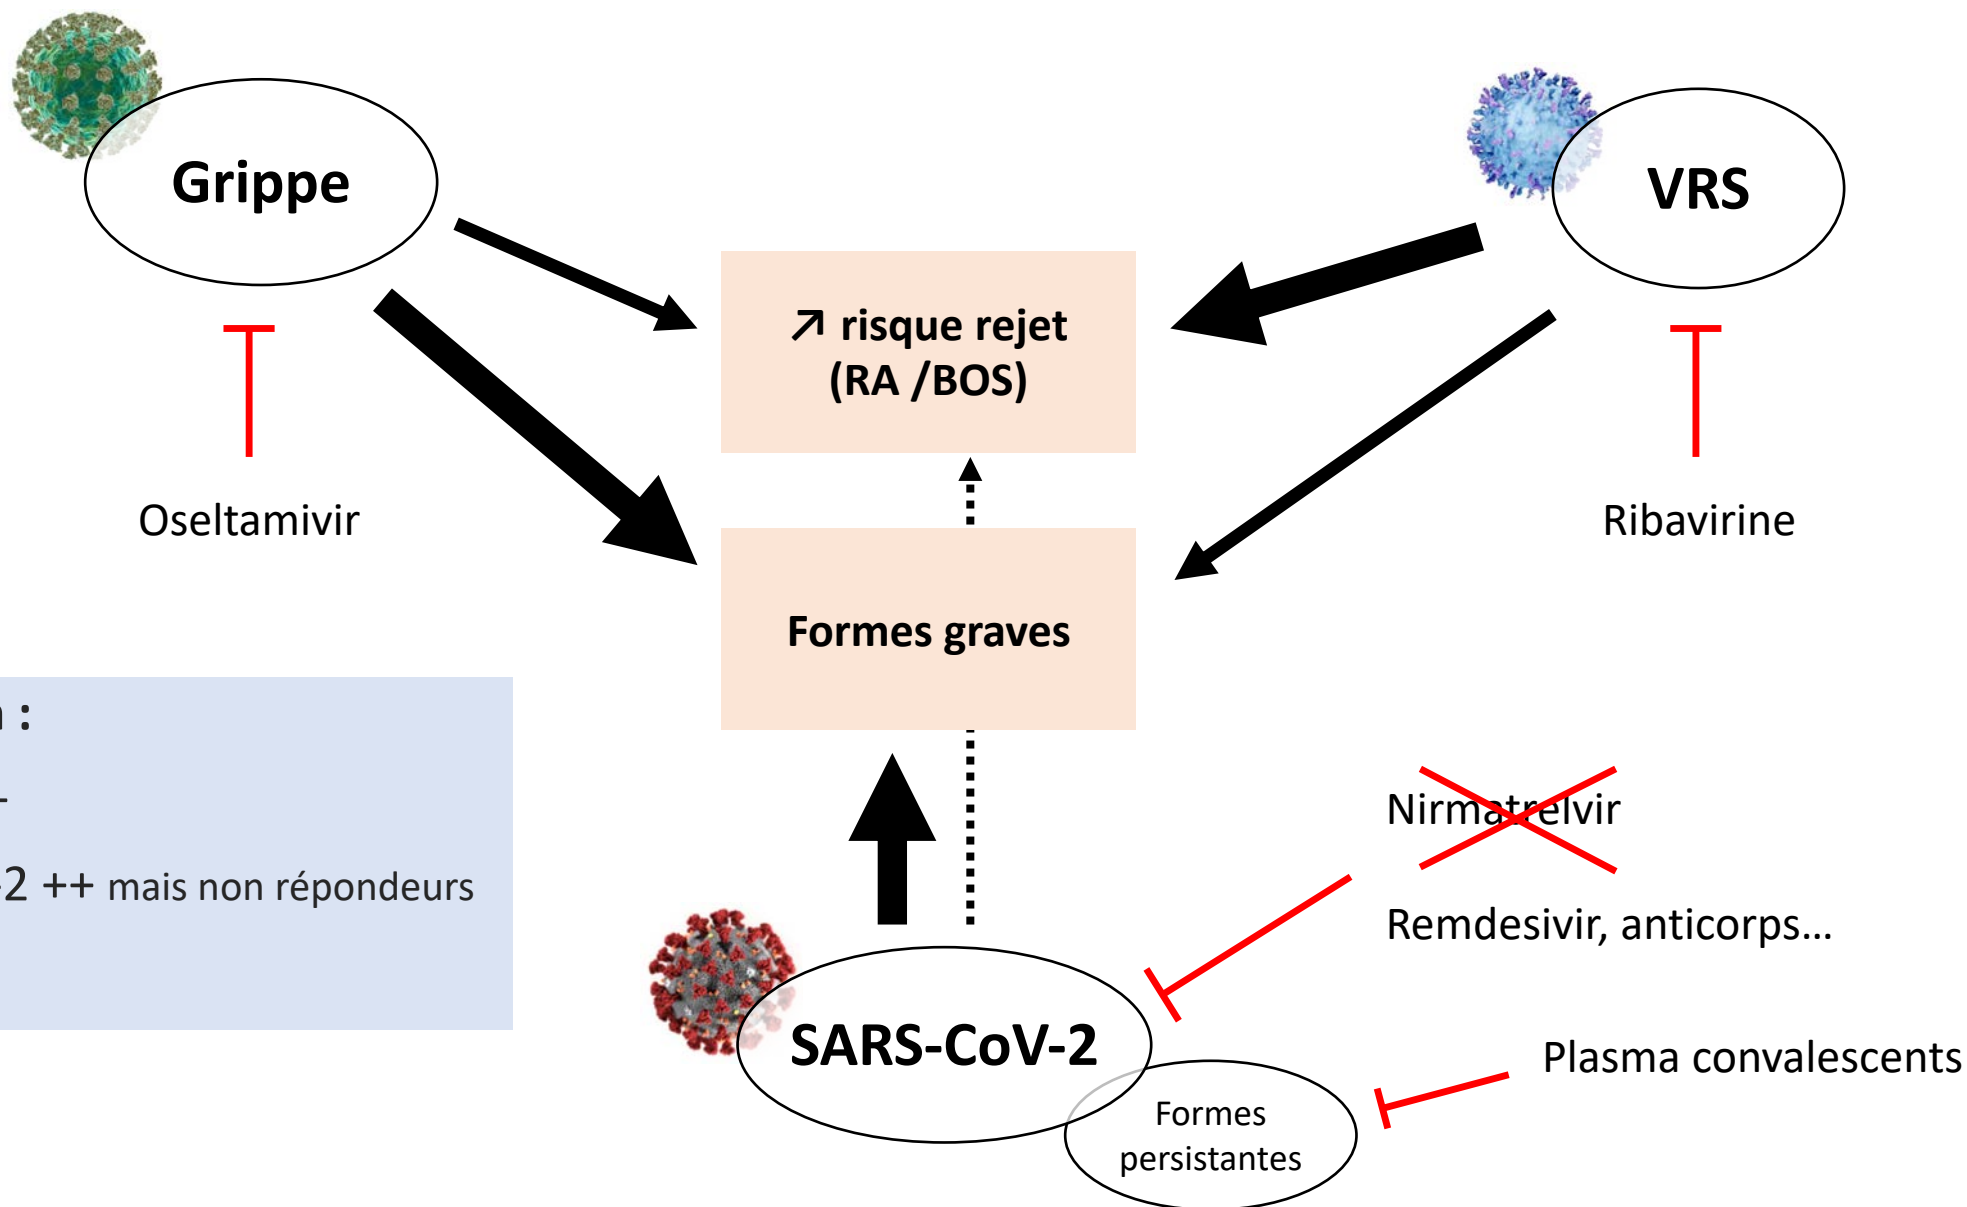 Grippe
VRS
↗ risque rejet
(RA /BOS)
Oseltamivir
Ribavirine
Formes graves
:
-2 ++ mais non répondeurs
Nirmatrelvir
Remdesivir, anticorps…
SARS-CoV-2
Plasma convalescents
Formes
persistantes